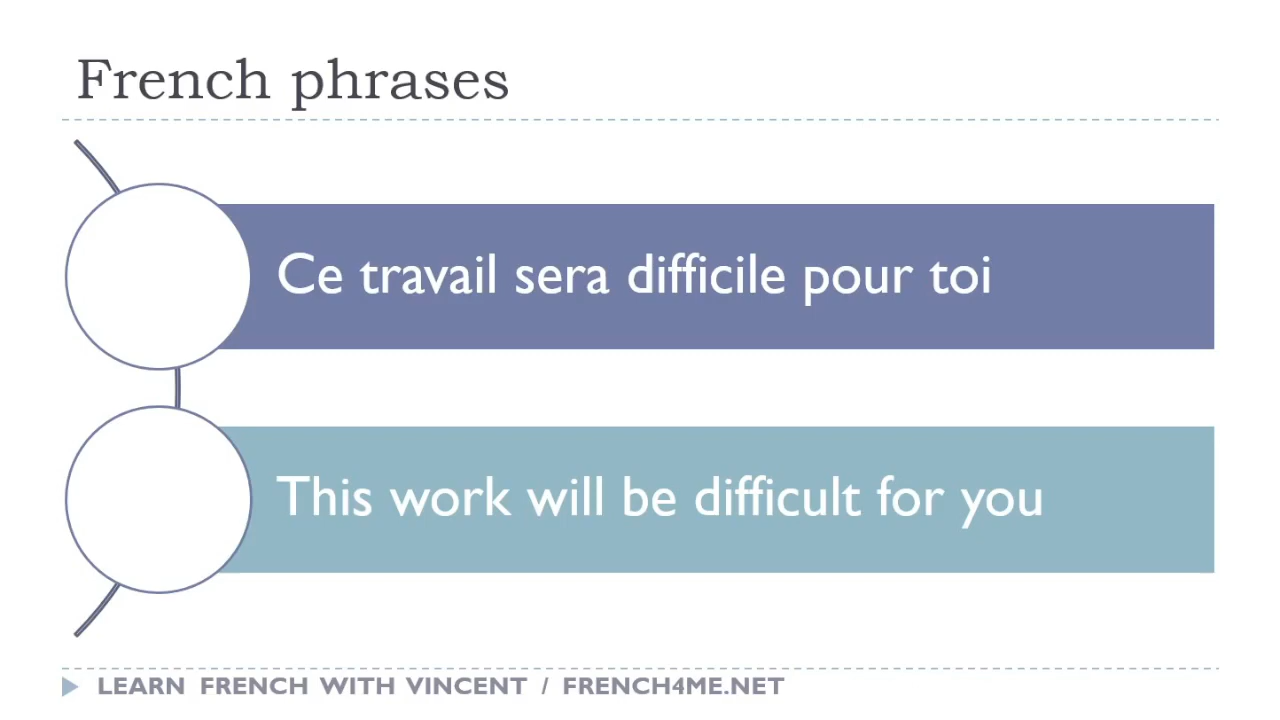 French phrases
Ce travail sera difficile pour toi
This work will be difficult for you
LEARN FRENCH WITH VINCENT / FRENCH4ME.NET